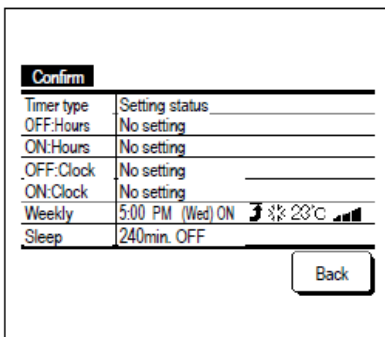 Confirm
Timer type Setting status
OFF:Hours No setting
ON:Hours No setting
OFF:Clock No setting
ON:Clock No setting
Weekly 5:00 PM (Wed) ON 23°C
Sleep 240min. OFF
Back